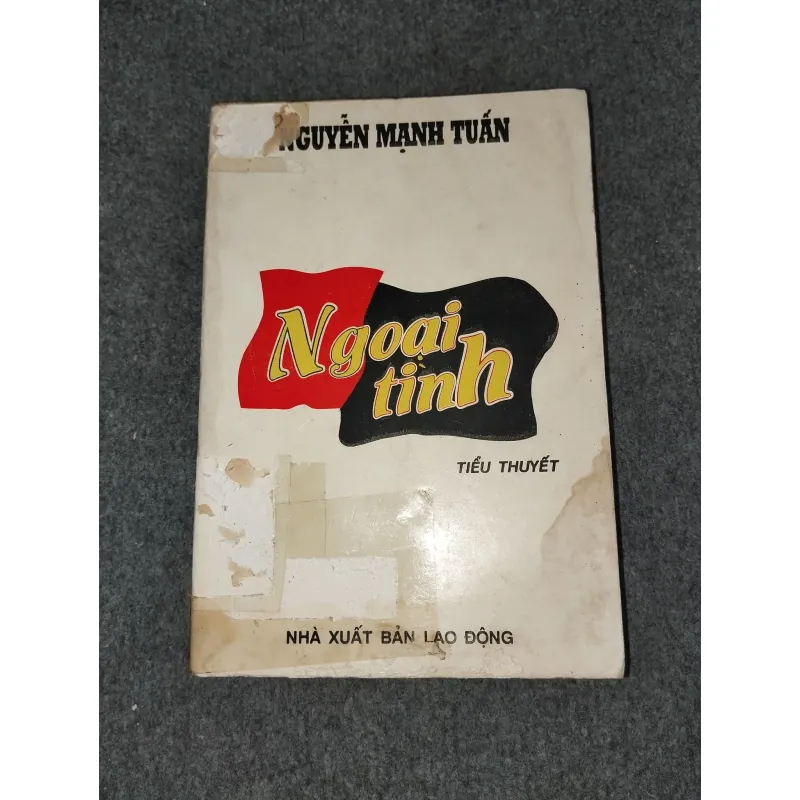 NGUYỄN MẠNH TUẤN
Ngoại
tình
TIỂU THUYẾT
NHÀ XUẤT BẢN LAO ĐỘNG